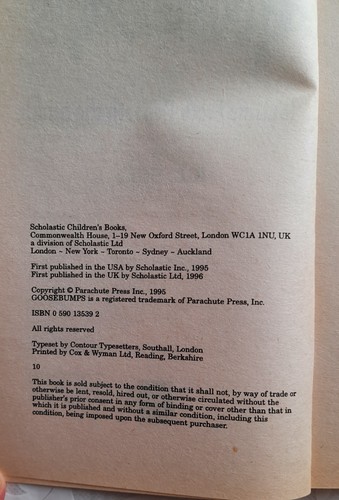 Scholastic Children's Books,
Commonwealth House, 1–19 New Oxford Street, London WC1A 1NU, UK
a division of Scholastic Ltd
London – New York – Toronto – Sydney – Auckland
First published in the USA by Scholastic Inc., 1995
First published in the UK by Scholastic Ltd, 1996
Copyright © Parachute Press Inc., 1995
GOOSEBUMPS is a registered trademark of Parachute Press, Inc.
ISBN 0 590 13539 2
All rights reserved
Typeset by Contour Typesetters, Southall, London
Printed by Cox & Wyman Ltd, Reading, Berkshire
10
This book is sold subject to the condition that it shall not, by way of trade or
otherwise be lent, resold, hired out, or otherwise circulated without the
publisher's prior consent in any form of binding or cover other than that in
which it is published and without a similar condition, including this
condition, being imposed upon the subsequent purchaser.